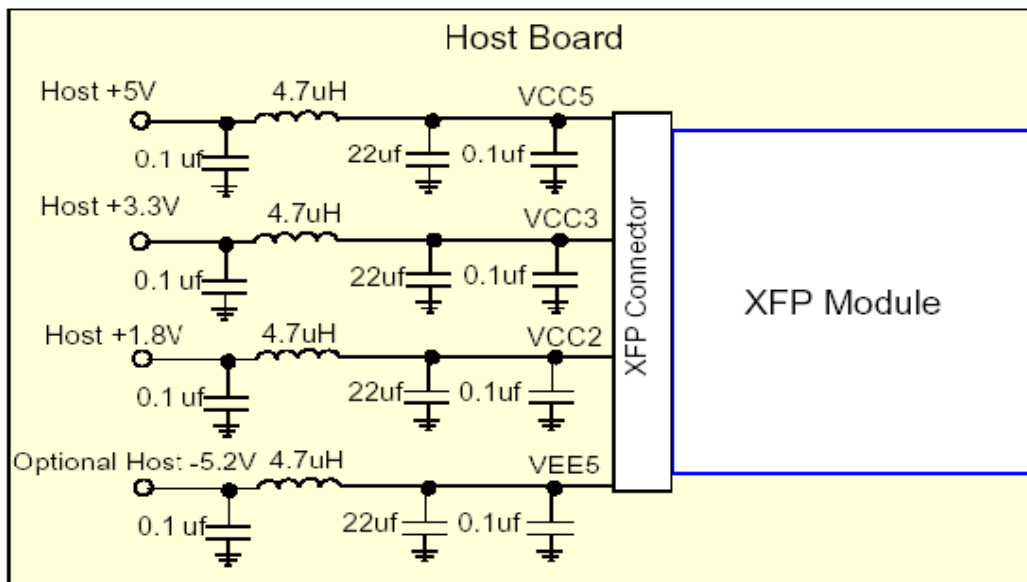 Host Board
Host +5V
4.7uH
VCC5
0.1 uf
22uf
0.1uf
Host +3.3V
4.7uH
VCC3
0.1 uf
22uf
0.1uf
Host +1.8V
4.7uH
VCC2
0.1 uf
22uf
0.1uf
Optional Host -5.2V
4.7uH
VEE5
0.1 uf
22uf
0.1uf
XFP Connector
XFP Module